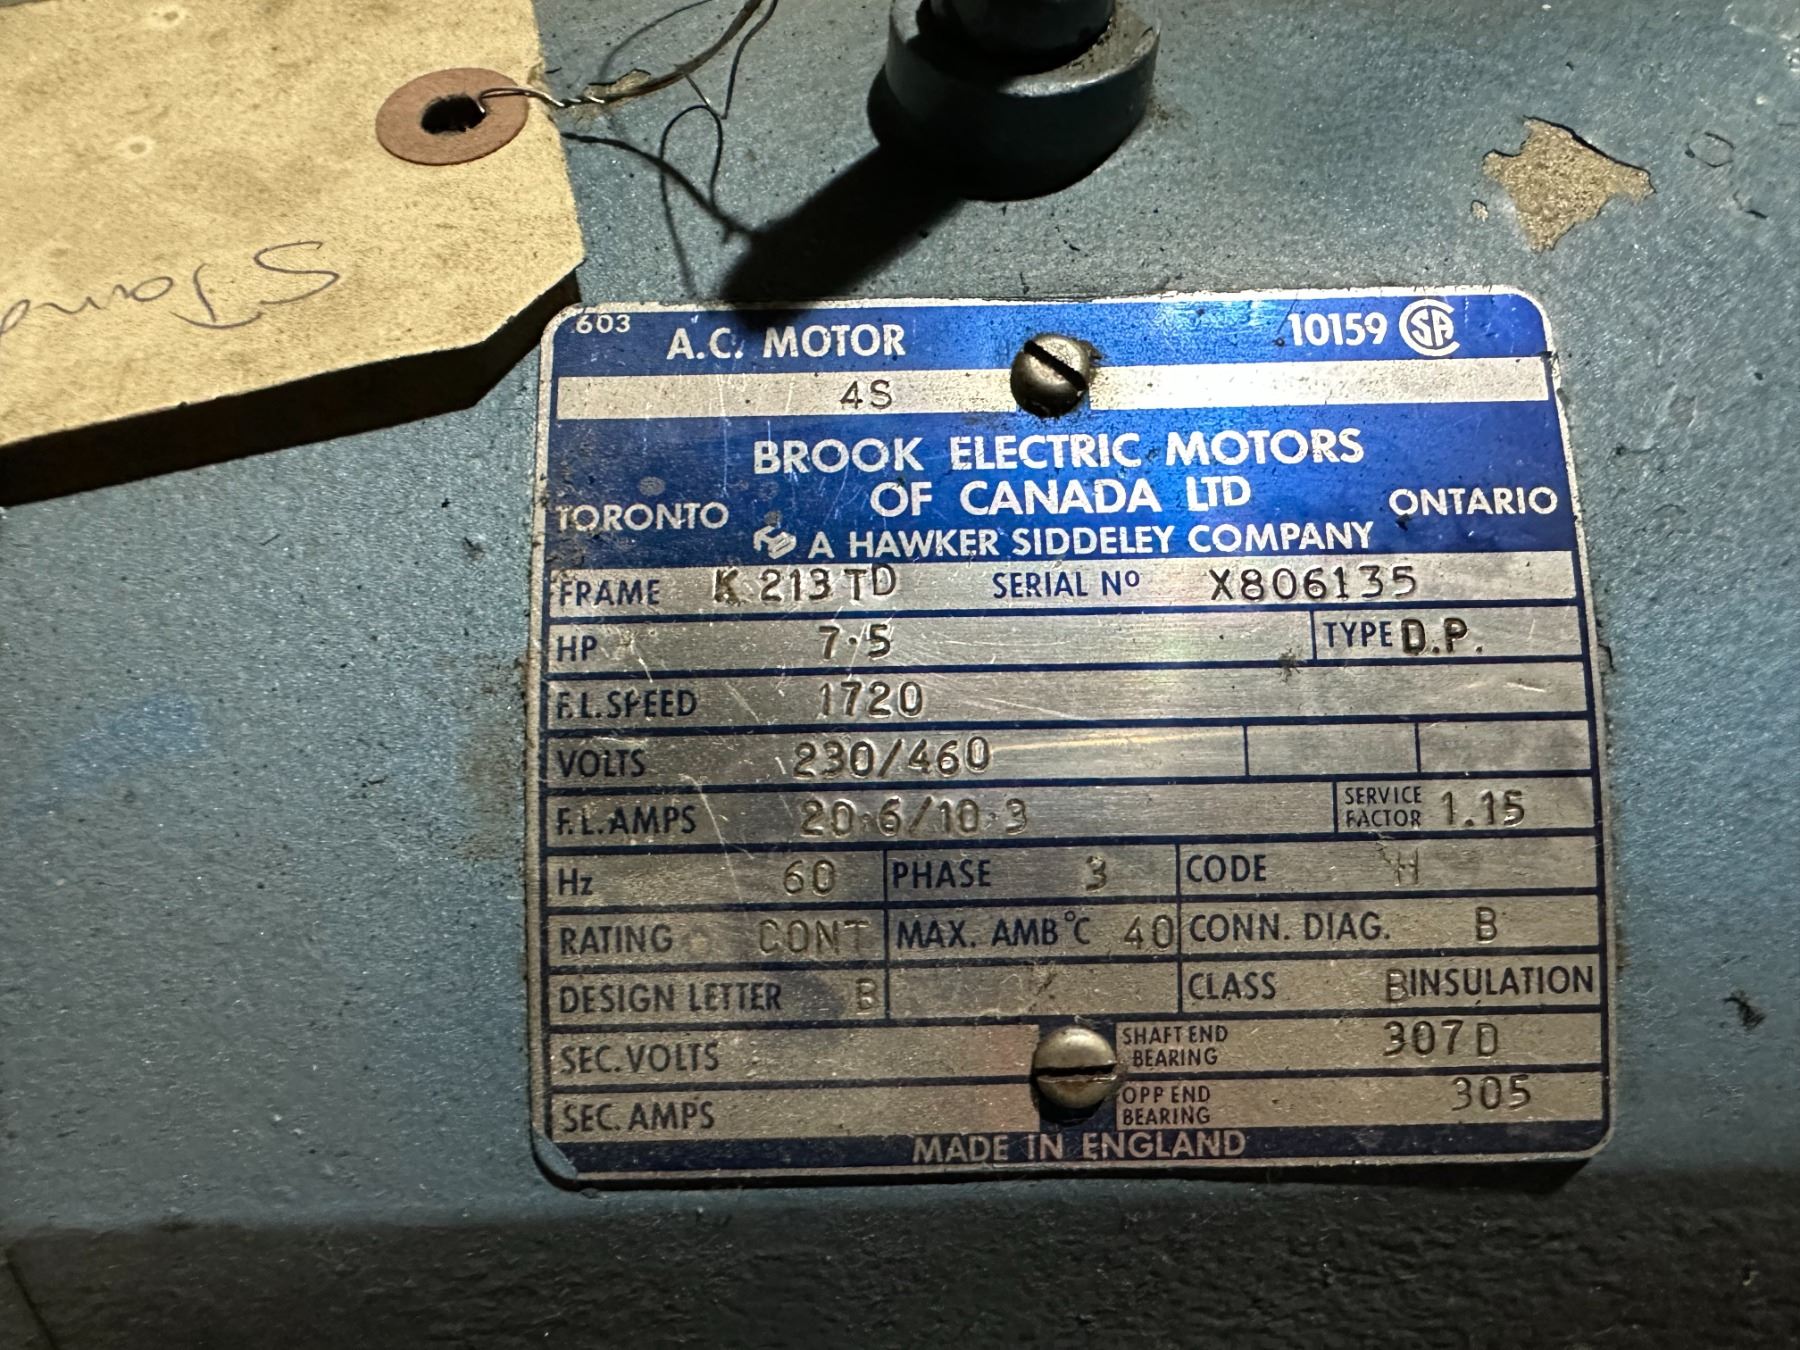 Stand
603
A.C. MOTOR 10159 CSA
4S
BROOK ELECTRIC MOTORS
TORONTO OF CANADA LTD ONTARIO
A HAWKER SIDDELEY COMPANY
FRAME K 213 TD SERIAL Nº X806135
HP 7·5 TYPE D.P.
F.L. SPEED 1720
VOLTS 230/460
F.L. AMPS 20·6/10·3 SERVICE FACTOR 1.15
Hz 60 PHASE 3 CODE H
RATING CONT MAX. AMB °C 40 CONN. DIAG. B
DESIGN LETTER B CLASS B INSULATION
SEC. VOLTS SHAFT END BEARING 307 D
SEC. AMPS OPP END BEARING 305
MADE IN ENGLAND